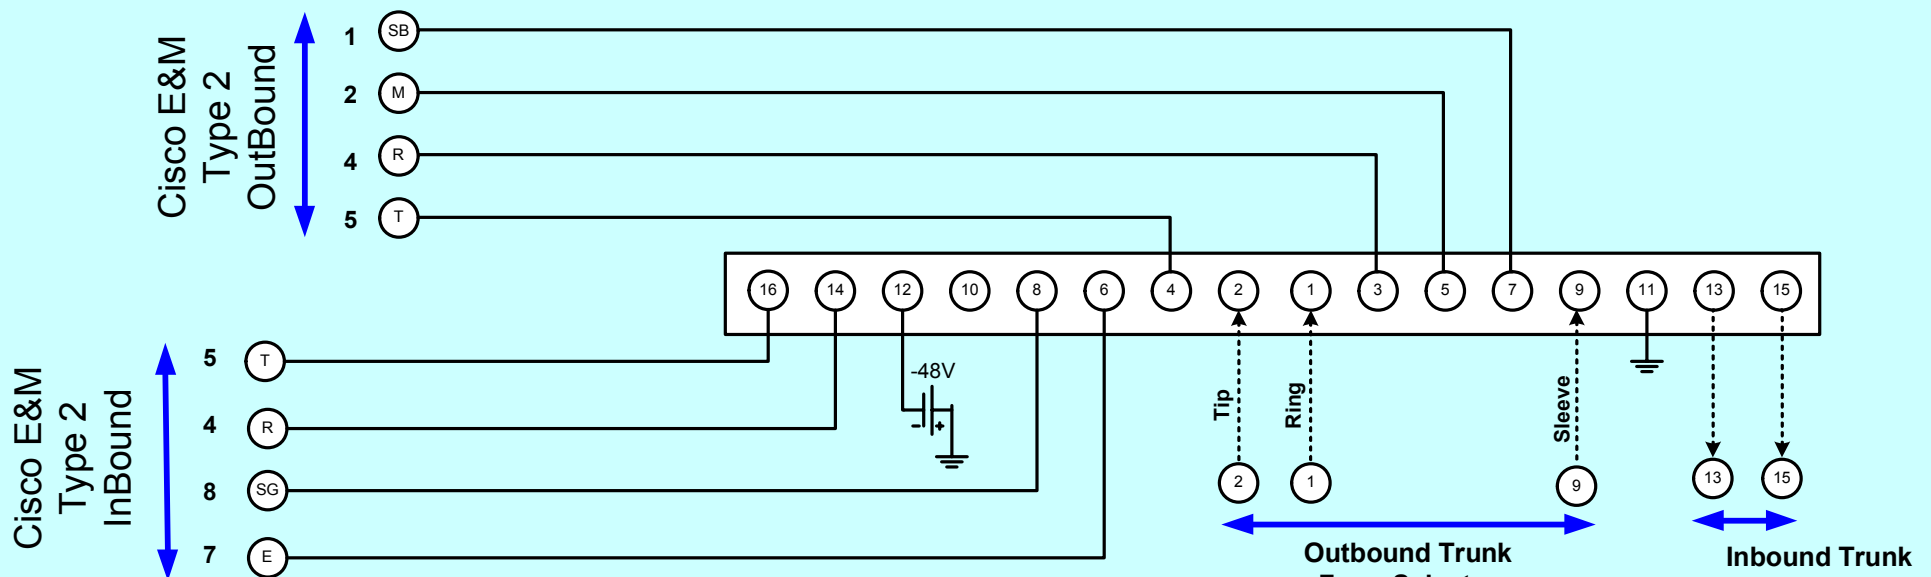 Cisco E&M
Type 2
OutBound
1 SB
2 M
4 R
5 T
16 14 12 10 8 6 4 2 1 3 5 7 9 11 13 15
Cisco E&M
Type 2
InBound
5 T
4 R
8 SG
7 E
-48V
- +
Tip
Ring
Sleeve
2 1 9 13 15
Outbound Trunk
Inbound Trunk